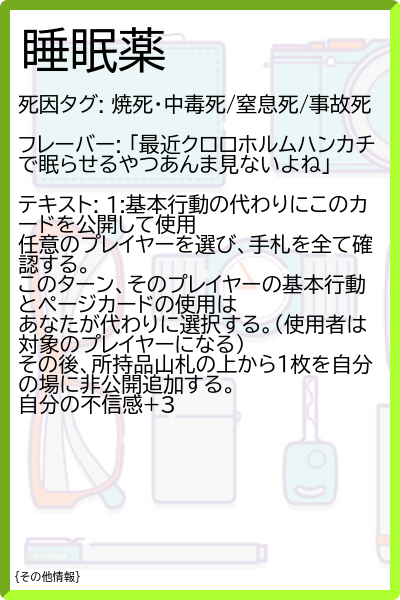 睡眠薬
死因タグ: 焼死・中毒死/窒息死/事故死
フレーバー: 「最近クロロホルムハンカチ
で眠らせるやつあんま見ないよね」
テキスト: 1:基本行動の代わりにこのカ
ードを公開して使用
任意のプレイヤーを選び、手札を全て確
認する。
このターン、そのプレイヤーの基本行動
とページカードの使用は
あなたが代わりに選択する。（使用者は
対象のプレイヤーになる）
その後、所持品山札の上から1枚を自分
の場に非公開追加する。
自分の不信感+3
{その他情報}